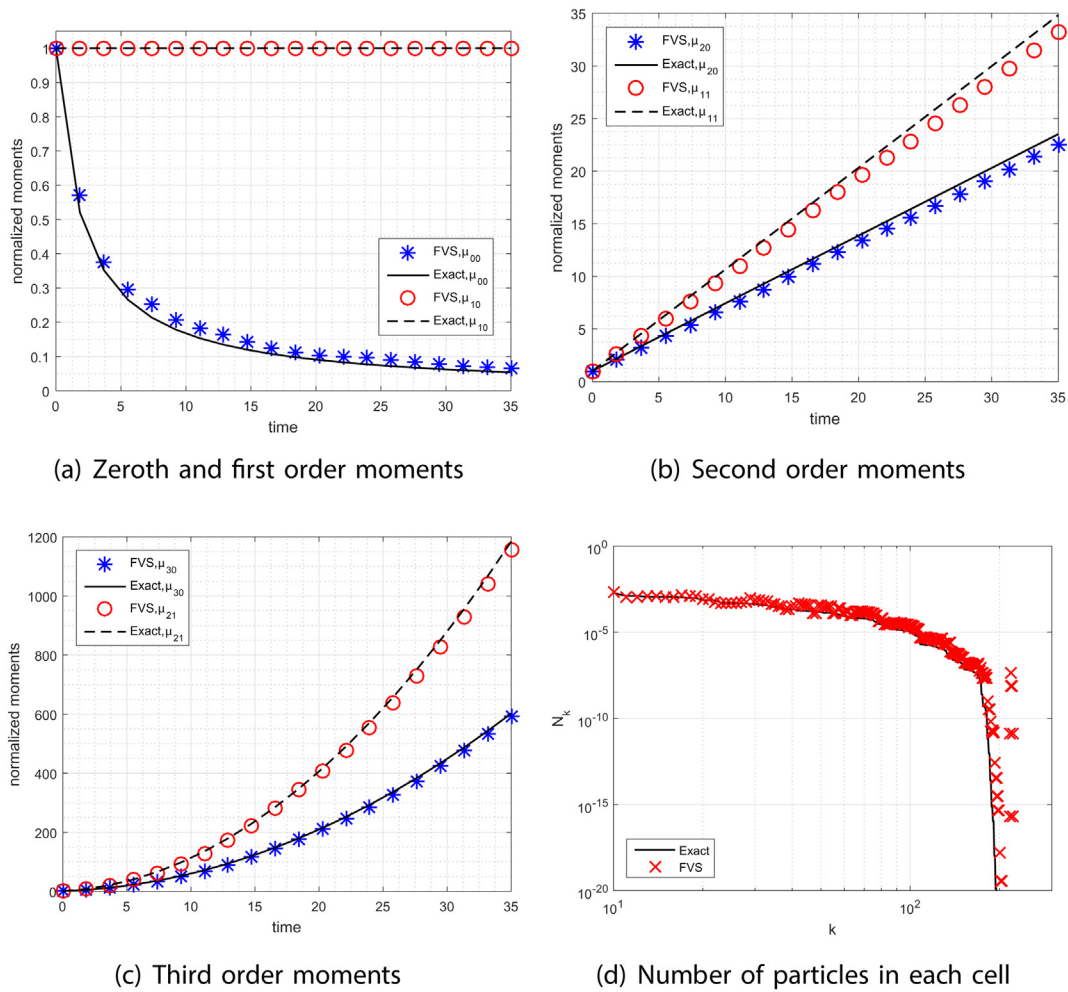 normalized moments
1
0.9
0.8
0.7
0.6
0.5
0.4
0.3
0.2
0.1
0
FVS,μ00
Exact,μ00
FVS,μ10
Exact,μ10
0 5 10 15 20 25 30 35
time
(a) Zeroth and first order moments
normalized moments
35
30
25
20
15
10
5
0
FVS,μ20
Exact,μ20
FVS,μ11
Exact,μ11
0 5 10 15 20 25 30 35
time
(b) Second order moments
normalized moments
1200
1000
800
600
400
200
0
FVS,μ30
Exact,μ30
FVS,μ21
Exact,μ21
0 5 10 15 20 25 30 35
time
(c) Third order moments
Nk
10^0
10^-5
10^-10
10^-15
10^-20
Exact
FVS
10^1 10^2
k
(d) Number of particles in each cell